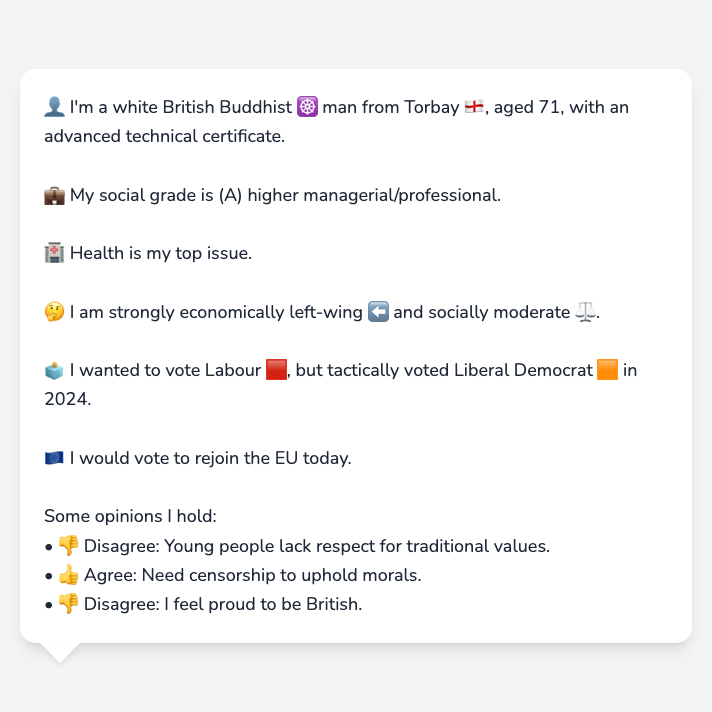 👤 I'm a white British Buddhist ☸️ man from Torbay 🏴󠁧󠁢󠁥󠁮󠁧󠁿, aged 71, with an
advanced technical certificate.
💼 My social grade is (A) higher managerial/professional.
🏥 Health is my top issue.
🤔 I am strongly economically left-wing ⬅️ and socially moderate ⚖️.
🗳️ I wanted to vote Labour 🟥, but tactically voted Liberal Democrat 🟧 in
2024.
🇪🇺 I would vote to rejoin the EU today.
Some opinions I hold:
• 👎 Disagree: Young people lack respect for traditional values.
• 👍 Agree: Need censorship to uphold morals.
• 👎 Disagree: I feel proud to be British.